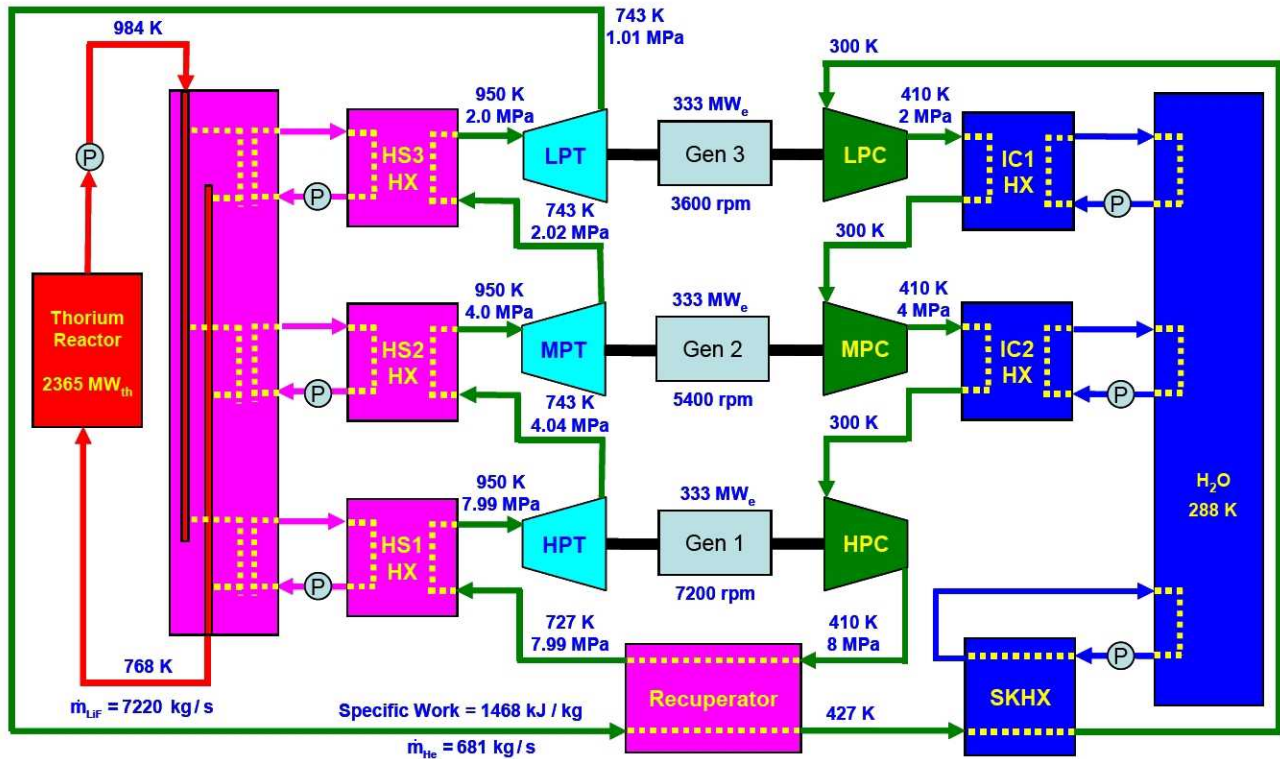 743 K
1.01 MPa
984 K
300 K
950 K
2.0 MPa
333 MWe
410 K
2 MPa
P
HS3
HX
LPT
Gen 3
LPC
IC1
HX
P
P
3600 rpm
743 K
2.02 MPa
300 K
Thorium
Reactor
2365 MWth
950 K
4.0 MPa
333 MWe
410 K
4 MPa
HS2
HX
MPT
Gen 2
MPC
IC2
HX
P
P
5400 rpm
743 K
4.04 MPa
300 K
H2O
288 K
950 K
7.99 MPa
333 MWe
HS1
HX
HPT
Gen 1
HPC
P
7200 rpm
727 K
7.99 MPa
410 K
8 MPa
768 K
P
SKHX
Recuperator
ṁLiF = 7220 kg / s
Specific Work = 1468 kJ / kg
427 K
ṁHe = 681 kg / s